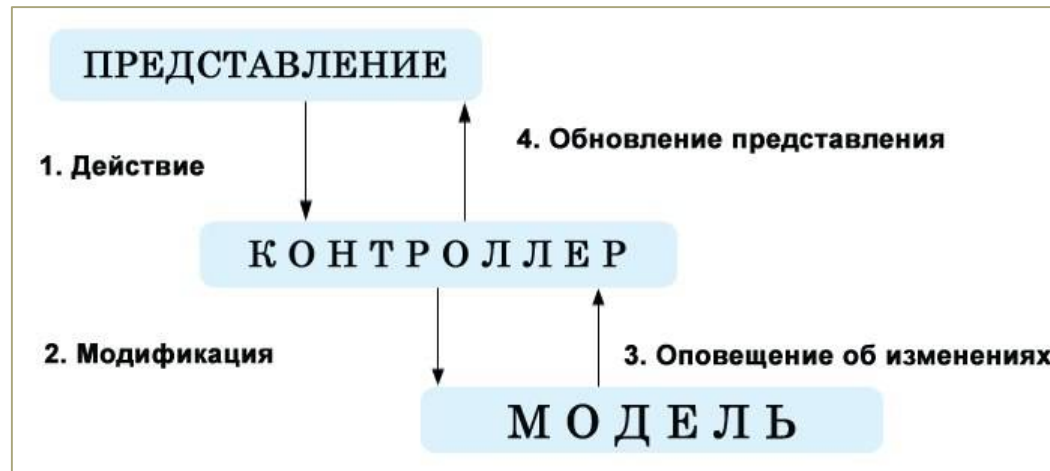 ПРЕДСТАВЛЕНИЕ
4. Обновление представления
1. Действие
КОНТРОЛЛЕР
2. Модификация
3. Оповещение об изменениях
МОДЕЛЬ